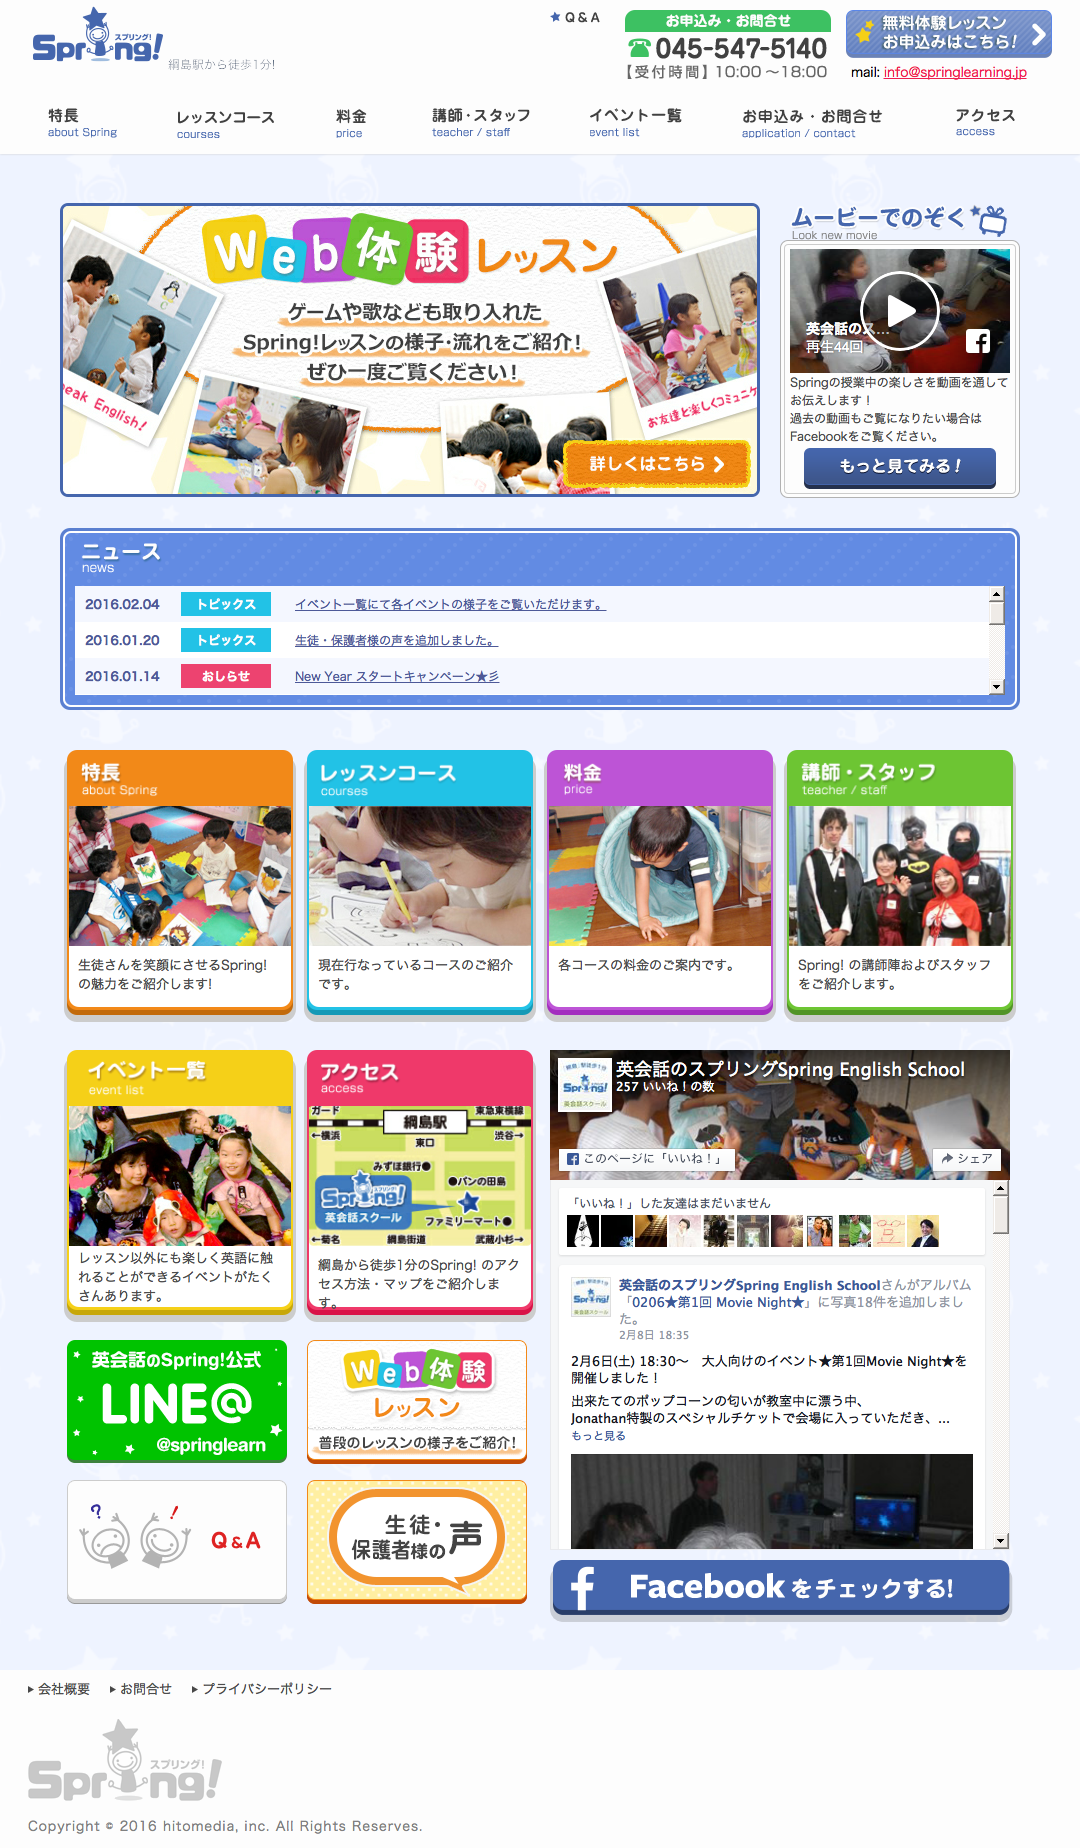 Spring!
スプリング!
綱島駅から徒歩1分!
Q & A
お申込み・お問合せ
045-547-5140
【受付時間】10:00～18:00
無料体験レッスン
お申込みはこちら!
mail: info@springlearning.jp
特長
about Spring
レッスンコース
courses
料金
price
講師・スタッフ
teacher / staff
イベント一覧
event list
お申込み・お問合せ
application / contact
アクセス
access
Web体験レッスン
ゲームや歌なども取り入れた
Spring!レッスンの様子・流れをご紹介!
ぜひ一度ご覧ください!
eak English!
お友達と楽しくコミュニケ
詳しくはこちら
ムービーでのぞく
Look new movie
英会話のス...
再生44回
Springの授業中の楽しさを動画を通して
お伝えします！
過去の動画もご覧になりたい場合は
Facebookをご覧ください。
もっと見てみる!
ニュース
news
2016.02.04 トピックス イベント一覧にて各イベントの様子をご覧いただけます。
2016.01.20 トピックス 生徒・保護者様の声を追加しました。
2016.01.14 おしらせ New Year スタートキャンペーン★彡
特長
about Spring
生徒さんを笑顔にさせるSpring!
の魅力をご紹介します!
レッスンコース
courses
現在行なっているコースのご紹介
です。
料金
price
各コースの料金のご案内です。
講師・スタッフ
teacher / staff
Spring! の講師陣およびスタッフ
をご紹介します。
イベント一覧
event list
レッスン以外にも楽しく英語に触
れることができるイベントがたく
さんあります。
アクセス
access
ガード
綱島駅
東急東横線
←横浜
東口
渋谷→
みずほ銀行●
●パンの田島
Spring!
スプリング!
英会話スクール
ファミリーマート●
←菊名
綱島街道
武蔵小杉→
綱島から徒歩1分のSpring! のアク
セス方法・マップをご紹介しま
す。
英会話のスプリングSpring English School
257 いいね！の数
Spring!
英会話スクール
このページに「いいね！」
シェア
「いいね！」した友達はまだいません
Spring!
英会話スクール
英会話のスプリングSpring English Schoolさんがアルバム
「0206★第1回 Movie Night★」に写真18件を追加しまし
た。
2月8日 18:35
2月6日(土) 18:30～　大人向けのイベント★第1回Movie Night★を
開催しました！
出来たてのポップコーンの匂いが教室中に漂う中、
Jonathan特製のスペシャルチケットで会場に入っていただき、...
もっと見る
英会話のSpring!公式
LINE@
@springlearn
Web体験
レッスン
普段のレッスンの様子をご紹介!
? !
Q & A
生徒・
保護者様の声
Facebookをチェックする!
会社概要
お問合せ
プライバシーポリシー
Spring!
スプリング!
Copyright © 2016 hitomedia, inc. All Rights Reserves.